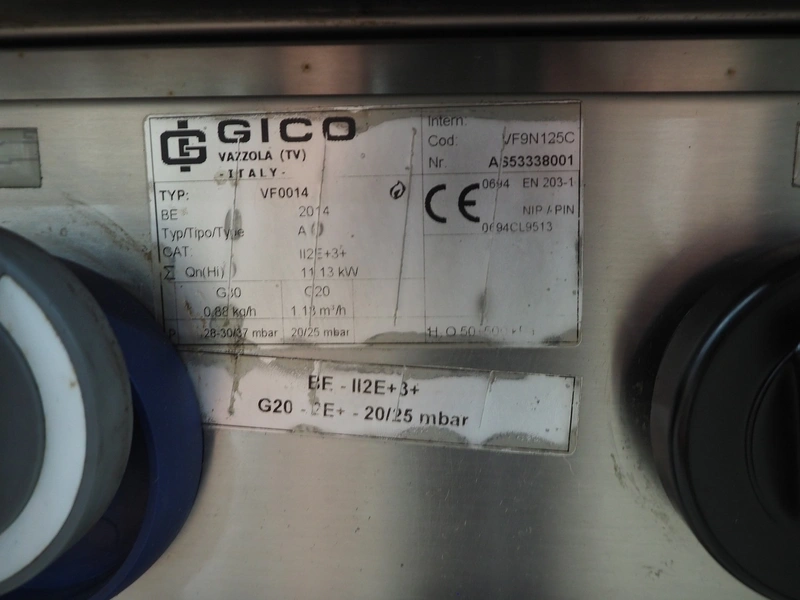 GICO
VAZZOLA (TV)
- ITALY -
Intern.
Cod: VF9N125C
Nr. AS53338001
TYP: VF0014
BE 2014
Typ/Tipo/Type A
CAT II2E+3+
Σ Qn(Hi) 11,13 kW
G30 G20
0,88 kg/h 1,18 m³/h
P. 28-30/37 mbar 20/25 mbar
CE 0694 EN 203-1
NIP / PIN
0694CL9513
BE - II2E+3+
G20 - 2E+ - 20/25 mbar